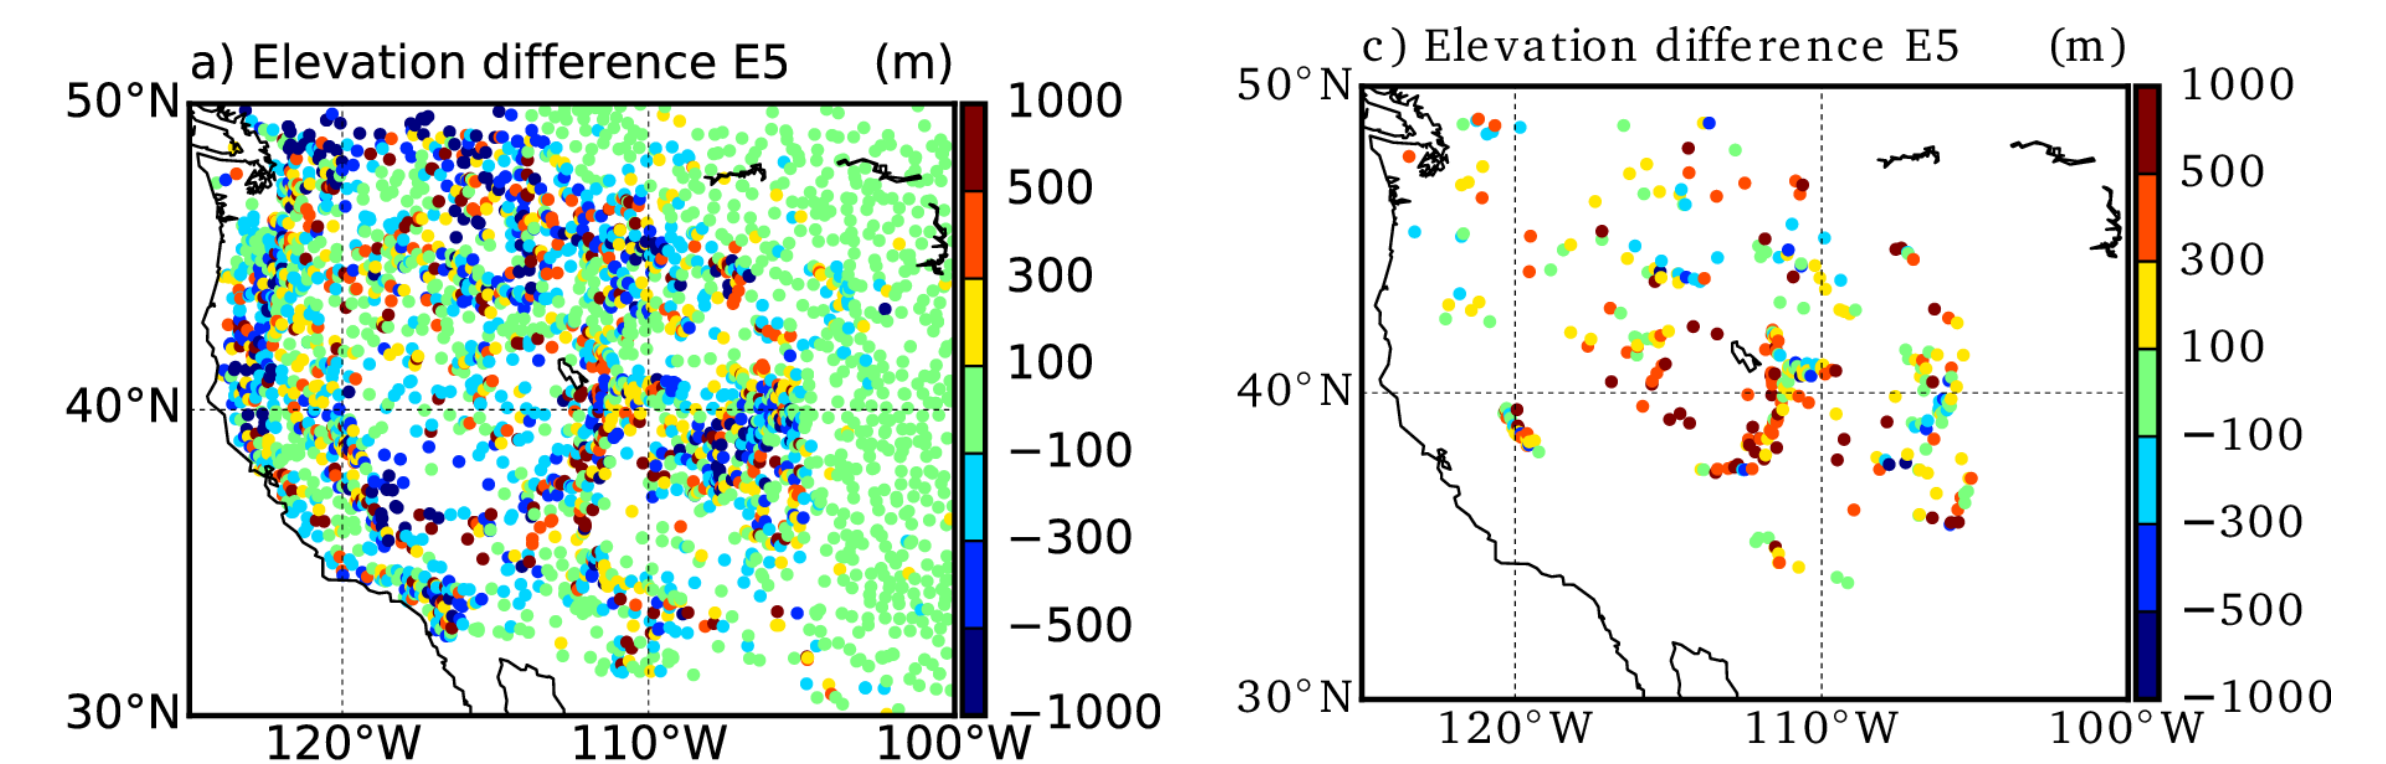 a) Elevation difference E5 (m)
50°N
40°N
30°N
120°W 110°W 100°W
1000
500
300
100
−100
−300
−500
−1000
c) Elevation difference E5 (m)
50°N
40°N
30°N
120°W 110°W 100°W
1000
500
300
100
−100
−300
−500
−1000